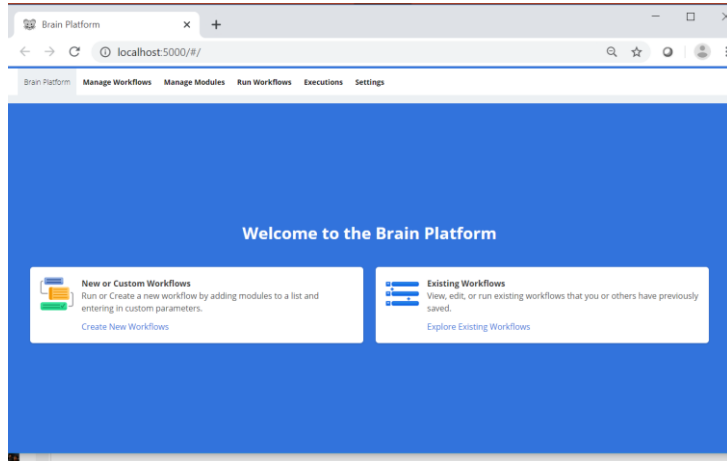 Brain Platform
localhost:5000/#/
Brain Platform Manage Workflows Manage Modules Run Workflows Executions Settings
Welcome to the Brain Platform
New or Custom Workflows
Run or Create a new workflow by adding modules to a list and
entering in custom parameters.
Create New Workflows
Existing Workflows
View, edit, or run existing workflows that you or others have previously
saved.
Explore Existing Workflows